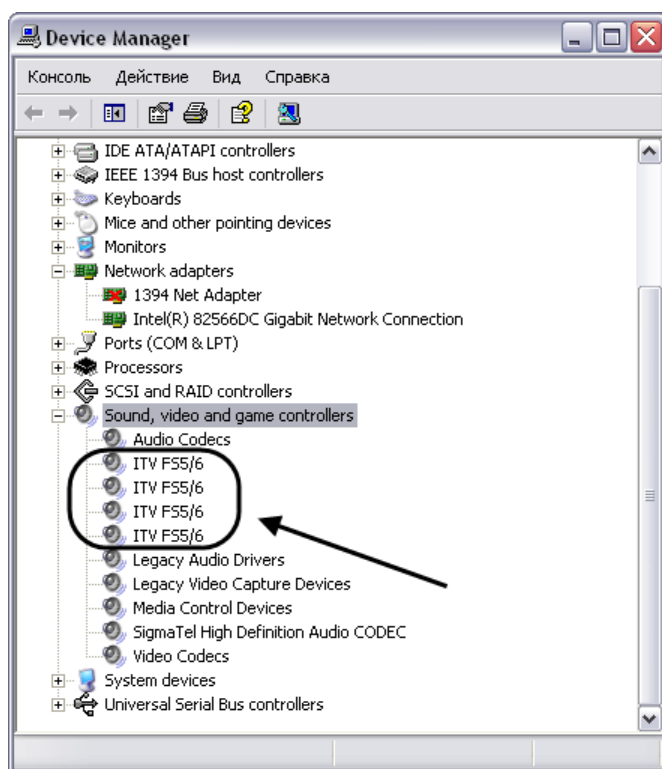 Device Manager
Консоль Действие Вид Справка
IDE ATA/ATAPI controllers
IEEE 1394 Bus host controllers
Keyboards
Mice and other pointing devices
Monitors
Network adapters
1394 Net Adapter
Intel(R) 82566DC Gigabit Network Connection
Ports (COM & LPT)
Processors
SCSI and RAID controllers
Sound, video and game controllers
Audio Codecs
ITV FS5/6
ITV FS5/6
ITV FS5/6
ITV FS5/6
Legacy Audio Drivers
Legacy Video Capture Devices
Media Control Devices
SigmaTel High Definition Audio CODEC
Video Codecs
System devices
Universal Serial Bus controllers